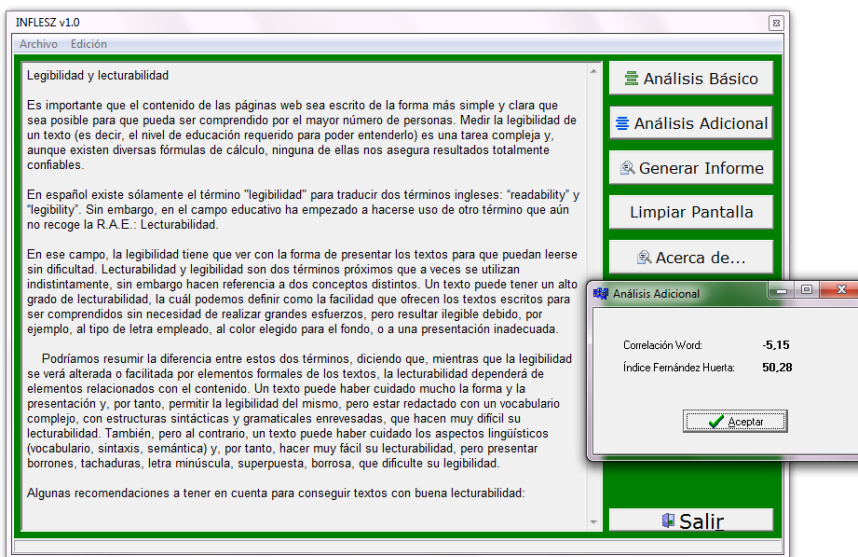 INFLESZ v1.0
Archivo Edición
Legibilidad y lecturabilidad
Es importante que el contenido de las páginas web sea escrito de la forma más simple y clara que
sea posible para que pueda ser comprendido por el mayor número de personas. Medir la legibilidad de
un texto (es decir, el nivel de educación requerido para poder entenderlo) es una tarea compleja y,
aunque existen diversas fórmulas de cálculo, ninguna de ellas nos asegura resultados totalmente
confiables.
En español existe sólamente el término "legibilidad" para traducir dos términos ingleses: “readability” y
“legibility”. Sin embargo, en el campo educativo ha empezado a hacerse uso de otro término que aún
no recoge la R.A.E.: Lecturabilidad.
En ese campo, la legibilidad tiene que ver con la forma de presentar los textos para que puedan leerse
sin dificultad. Lecturabilidad y legibilidad son dos términos próximos que a veces se utilizan
indistintamente, sin embargo hacen referencia a dos conceptos distintos. Un texto puede tener un alto
grado de lecturabilidad, la cuál podemos definir como la facilidad que ofrecen los textos escritos para
ser comprendidos sin necesidad de realizar grandes esfuerzos, pero resultar ilegible debido, por
ejemplo, al tipo de letra empleado, al color elegido para el fondo, o a una presentación inadecuada.
Podríamos resumir la diferencia entre estos dos términos, diciendo que, mientras que la legibilidad
se verá alterada o facilitada por elementos formales de los textos, la lecturabilidad dependerá de
elementos relacionados con el contenido. Un texto puede haber cuidado mucho la forma y la
presentación y, por tanto, permitir la legibilidad del mismo, pero estar redactado con un vocabulario
complejo, con estructuras sintácticas y gramaticales enrevesadas, que hacen muy difícil su
lecturabilidad. También, pero al contrario, un texto puede haber cuidado los aspectos lingüísticos
(vocabulario, sintaxis, semántica) y, por tanto, hacer muy fácil su lecturabilidad, pero presentar
borrones, tachaduras, letra minúscula, superpuesta, borrosa, que dificulte su legibilidad.
Algunas recomendaciones a tener en cuenta para conseguir textos con buena lecturabilidad:
Análisis Básico
Análisis Adicional
Generar Informe
Limpiar Pantalla
Acerca de...
Análisis Adicional
Correlación Word: -5,15
Índice Fernández Huerta: 50,28
Aceptar
Salir